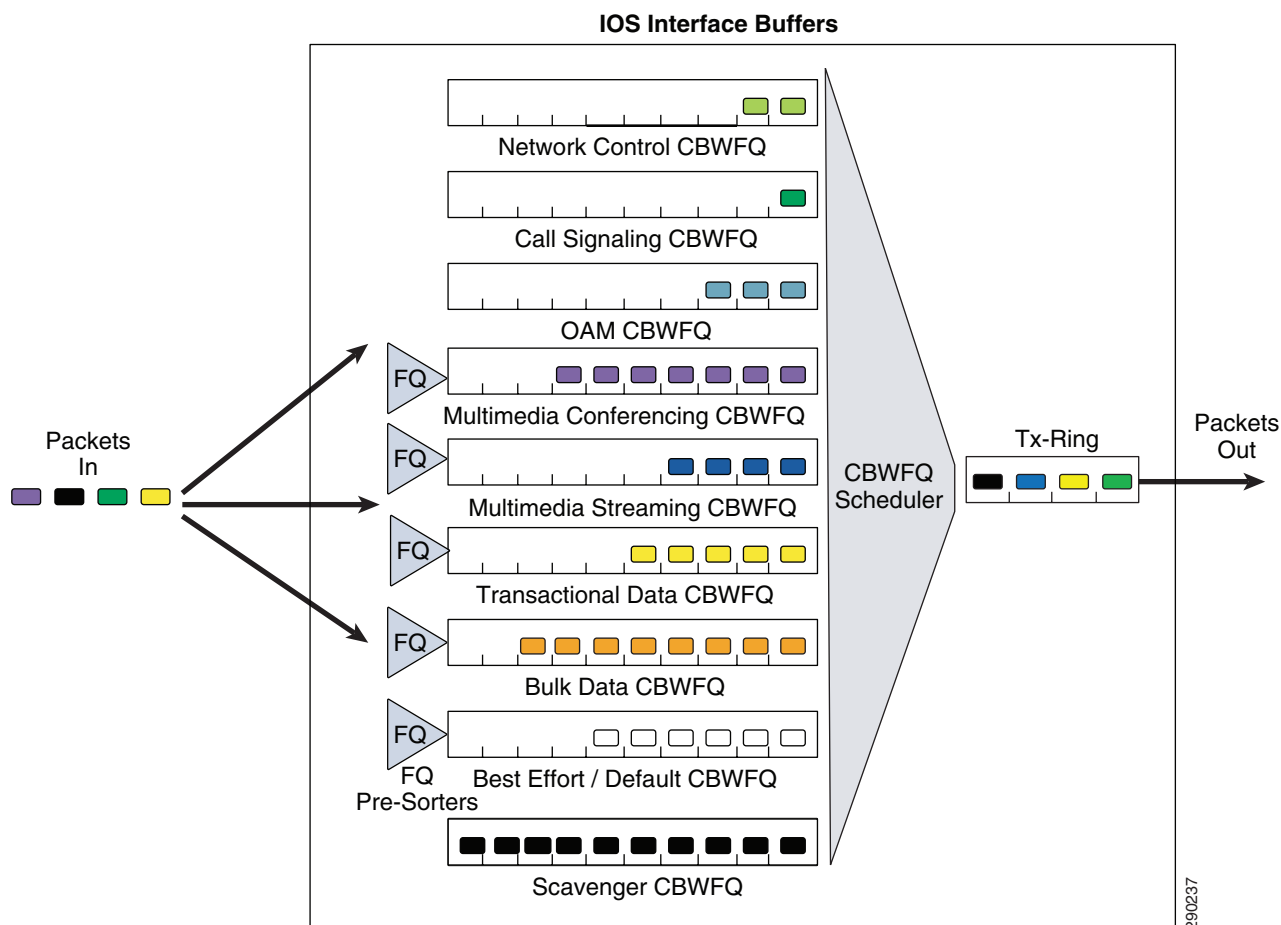 IOS Interface Buffers
Network Control CBWFQ
Call Signaling CBWFQ
OAM CBWFQ
FQ
Multimedia Conferencing CBWFQ
Packets
In
FQ
Multimedia Streaming CBWFQ
FQ
Transactional Data CBWFQ
FQ
Bulk Data CBWFQ
FQ
Best Effort / Default CBWFQ
FQ
Pre-Sorters
Scavenger CBWFQ
CBWFQ
Scheduler
Tx-Ring
Packets
Out
290237